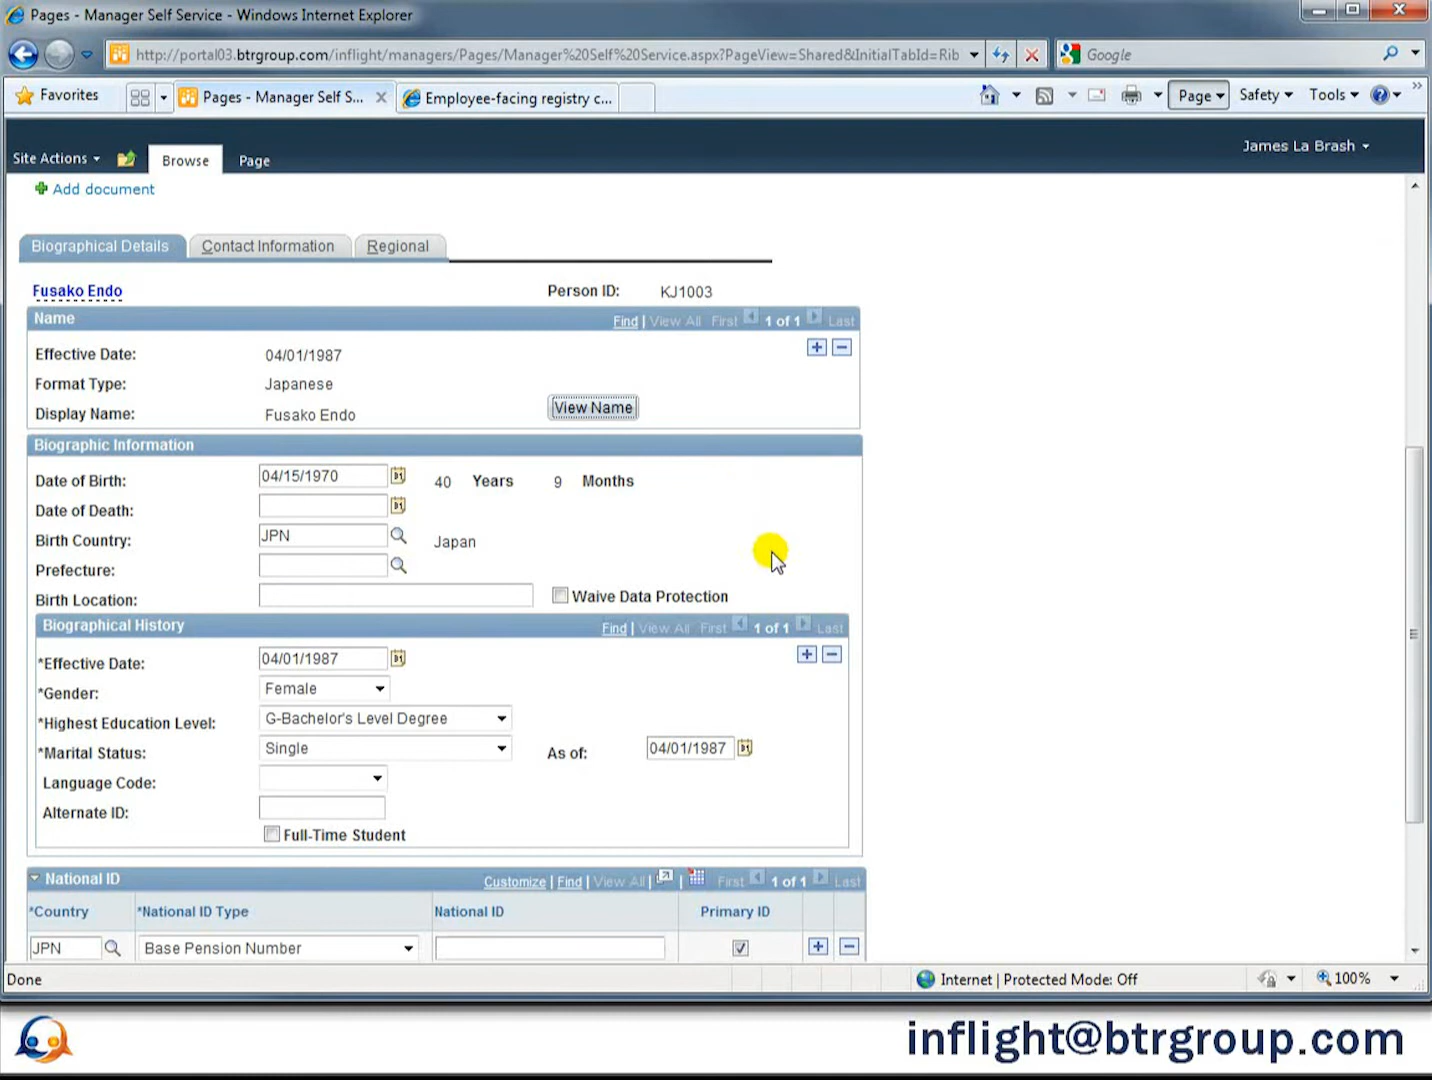 Pages - Manager Self Service - Windows Internet Explorer
http://portal03.btrgroup.com/inflight/managers/Pages/Manager%20Self%20Service.aspx?PageView=Shared&InitialTabId=Rib
Google
Favorites
Pages - Manager Self S...
Employee-facing registry c...
Page
Safety
Tools
Site Actions
Browse
Page
James La Brash
Add document
Biographical Details
Contact Information
Regional
Fusako Endo
Person ID: KJ1003
Name
Find | View All First 1 of 1 Last
Effective Date: 04/01/1987
Format Type: Japanese
Display Name: Fusako Endo
View Name
Biographic Information
Date of Birth: 04/15/1970 31 40 Years 9 Months
Date of Death: 31
Birth Country: JPN Japan
Prefecture:
Birth Location:
Waive Data Protection
Biographical History
Find | View All First 1 of 1 Last
*Effective Date: 04/01/1987 31
*Gender: Female
*Highest Education Level: G-Bachelor's Level Degree
*Marital Status: Single As of: 04/01/1987 31
Language Code:
Alternate ID:
Full-Time Student
National ID
Customize | Find | View All | | First 1 of 1 Last
*Country *National ID Type National ID Primary ID
JPN Base Pension Number
Done
Internet | Protected Mode: Off
100%
inflight@btrgroup.com